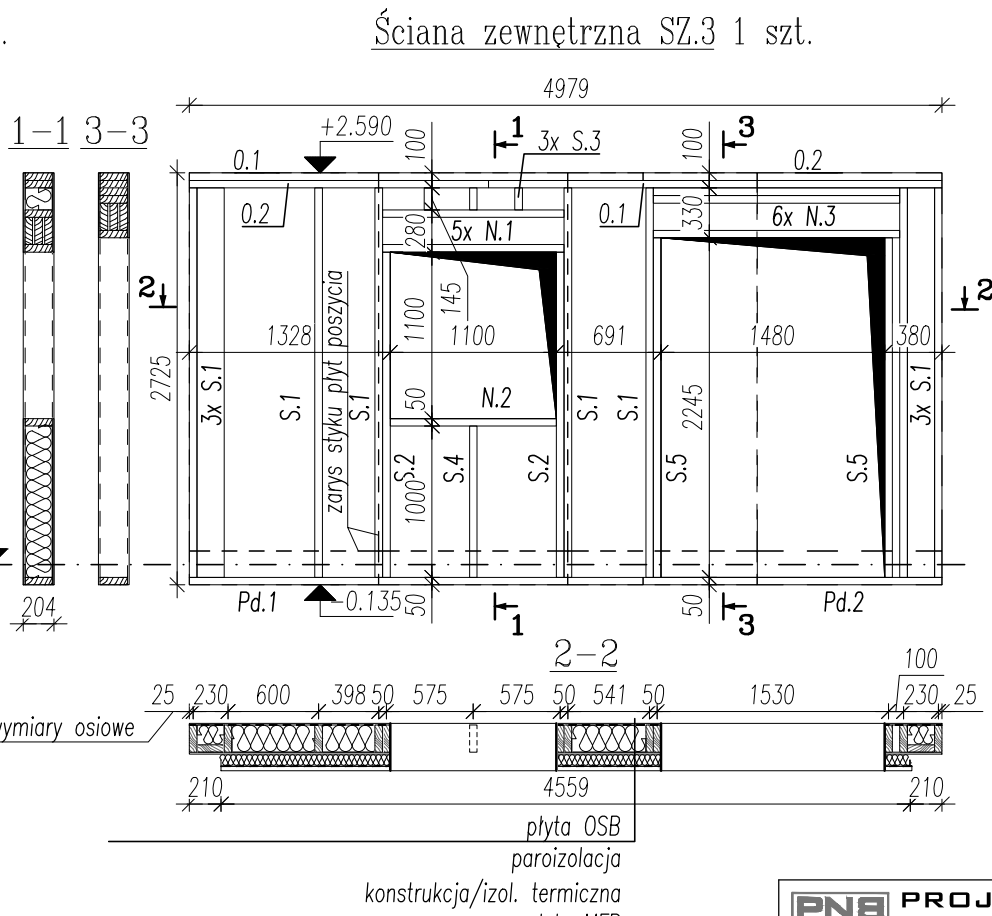 .
Ściana zewnętrzna SZ.3 1 szt.
4979
1-1 3-3
+2.590
100
1
3x S.3
100
3
0.1
0.2
0.2
280
5x N.1
0.1
330
6x N.3
2
2
145
zarys styku płyt poszycia
1100
2725
1328
1100
691
1480
380
3x S.1
S.1
S.1
50
N.2
S.1
S.1
2245
3x S.1
S.2
S.4
S.2
S.5
S.5
1000
204
Pd.1
-0.135
50
1
50
3
Pd.2
2-2
100
25 230 600 398 50 575 575 50 541 50 1530 230 25
wymiary osiowe
210
4559
210
płyta OSB
paroizolacja
konstrukcja/izol. termiczna
PNB PROJ